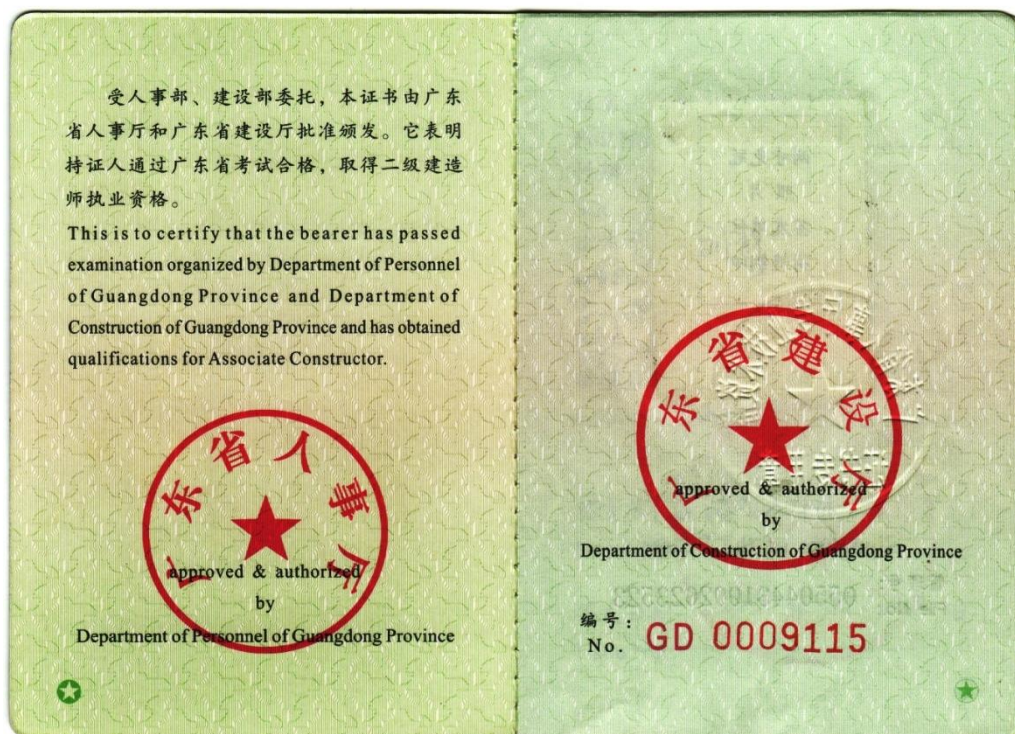 受人事部、建设部委托，本证书由广东
省人事厅和广东省建设厅批准颁发。它表明
持证人通过广东省考试合格，取得二级建造
师执业资格。
This is to certify that the bearer has passed
examination organized by Department of Personnel
of Guangdong Province and Department of
Construction of Guangdong Province and has obtained
qualifications for Associate Constructor.
广东省人事厅
approved & authorized
by
Department of Personnel of Guangdong Province
广东省建设厅
approved & authorized
by
Department of Construction of Guangdong Province
编号：
No. GD 0009115